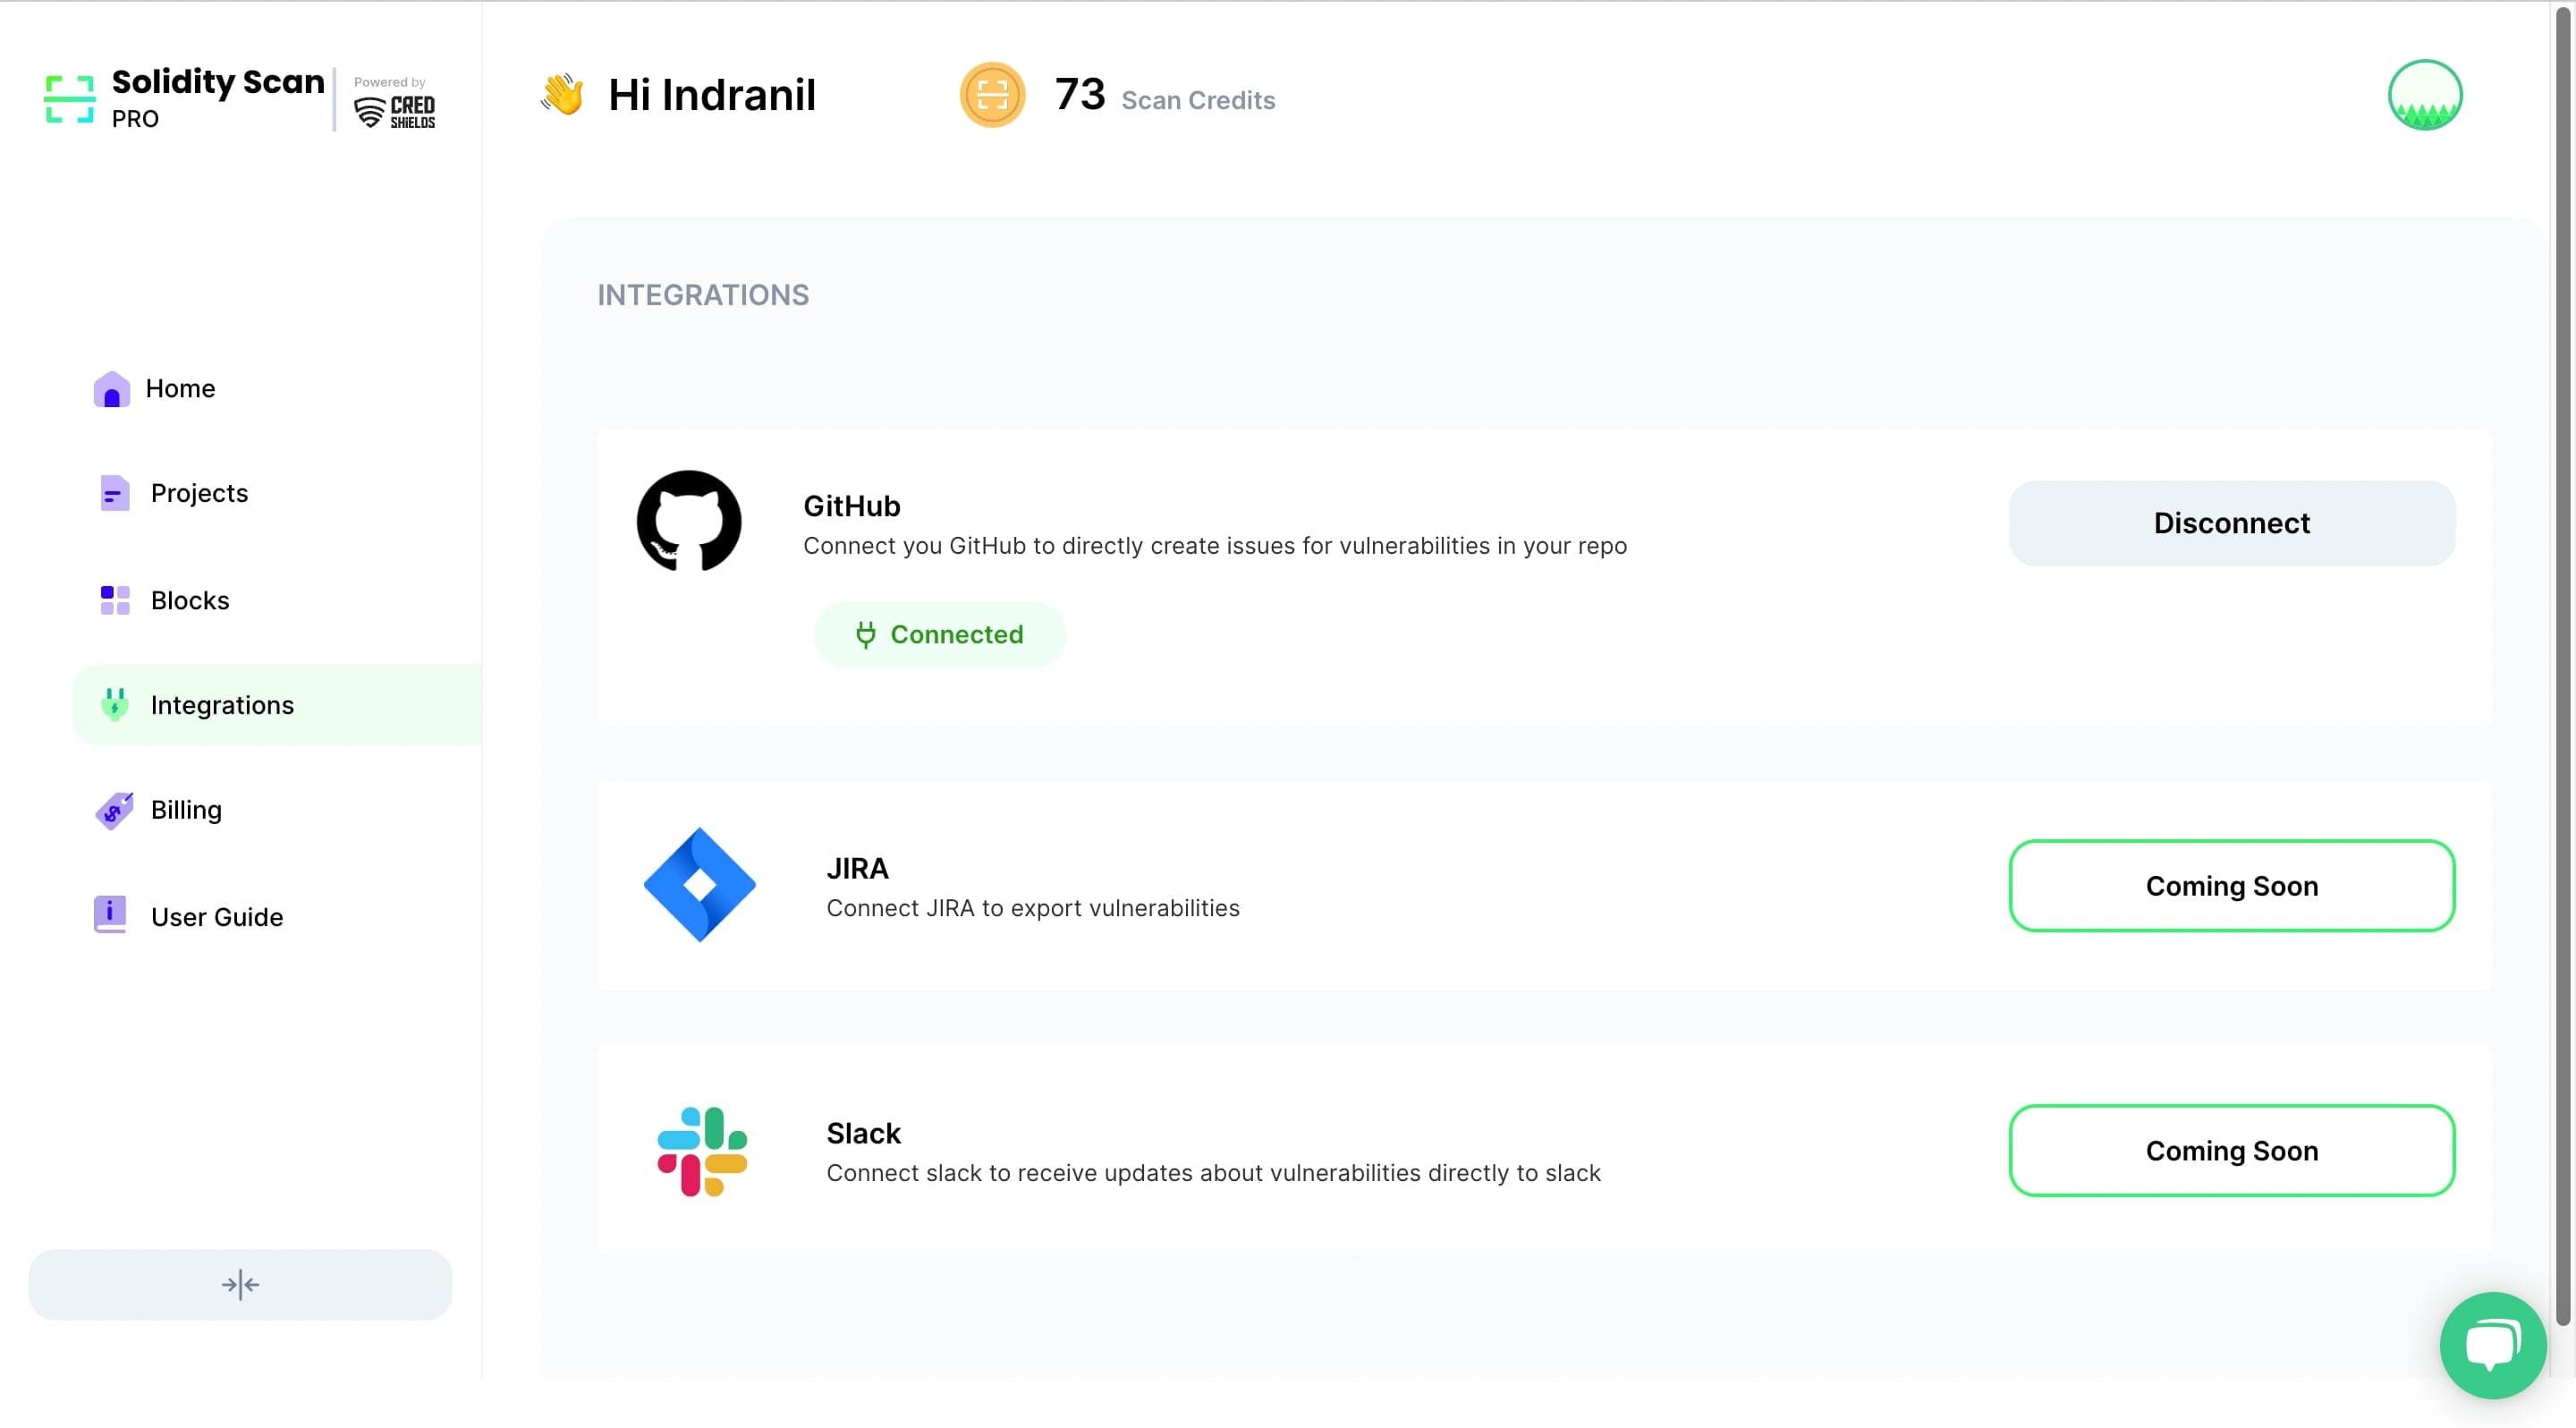 Solidity Scan
PRO
Powered by
CRED
SHIELDS
Hi Indranil
73 Scan Credits
Home
Projects
Blocks
Integrations
Billing
User Guide
INTEGRATIONS
GitHub
Connect you GitHub to directly create issues for vulnerabilities in your repo
Connected
Disconnect
JIRA
Connect JIRA to export vulnerabilities
Coming Soon
Slack
Connect slack to receive updates about vulnerabilities directly to slack
Coming Soon